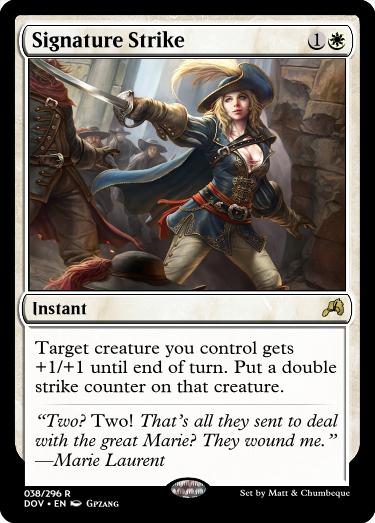 Signature Strike 1
Instant
Target creature you control gets
+1/+1 until end of turn. Put a double
strike counter on that creature.
“Two? Two! That’s all they sent to deal
with the great Marie? They wound me.”
—Marie Laurent
038/296 R
DOV • EN Gpzang
Set by Matt & Chumbeque